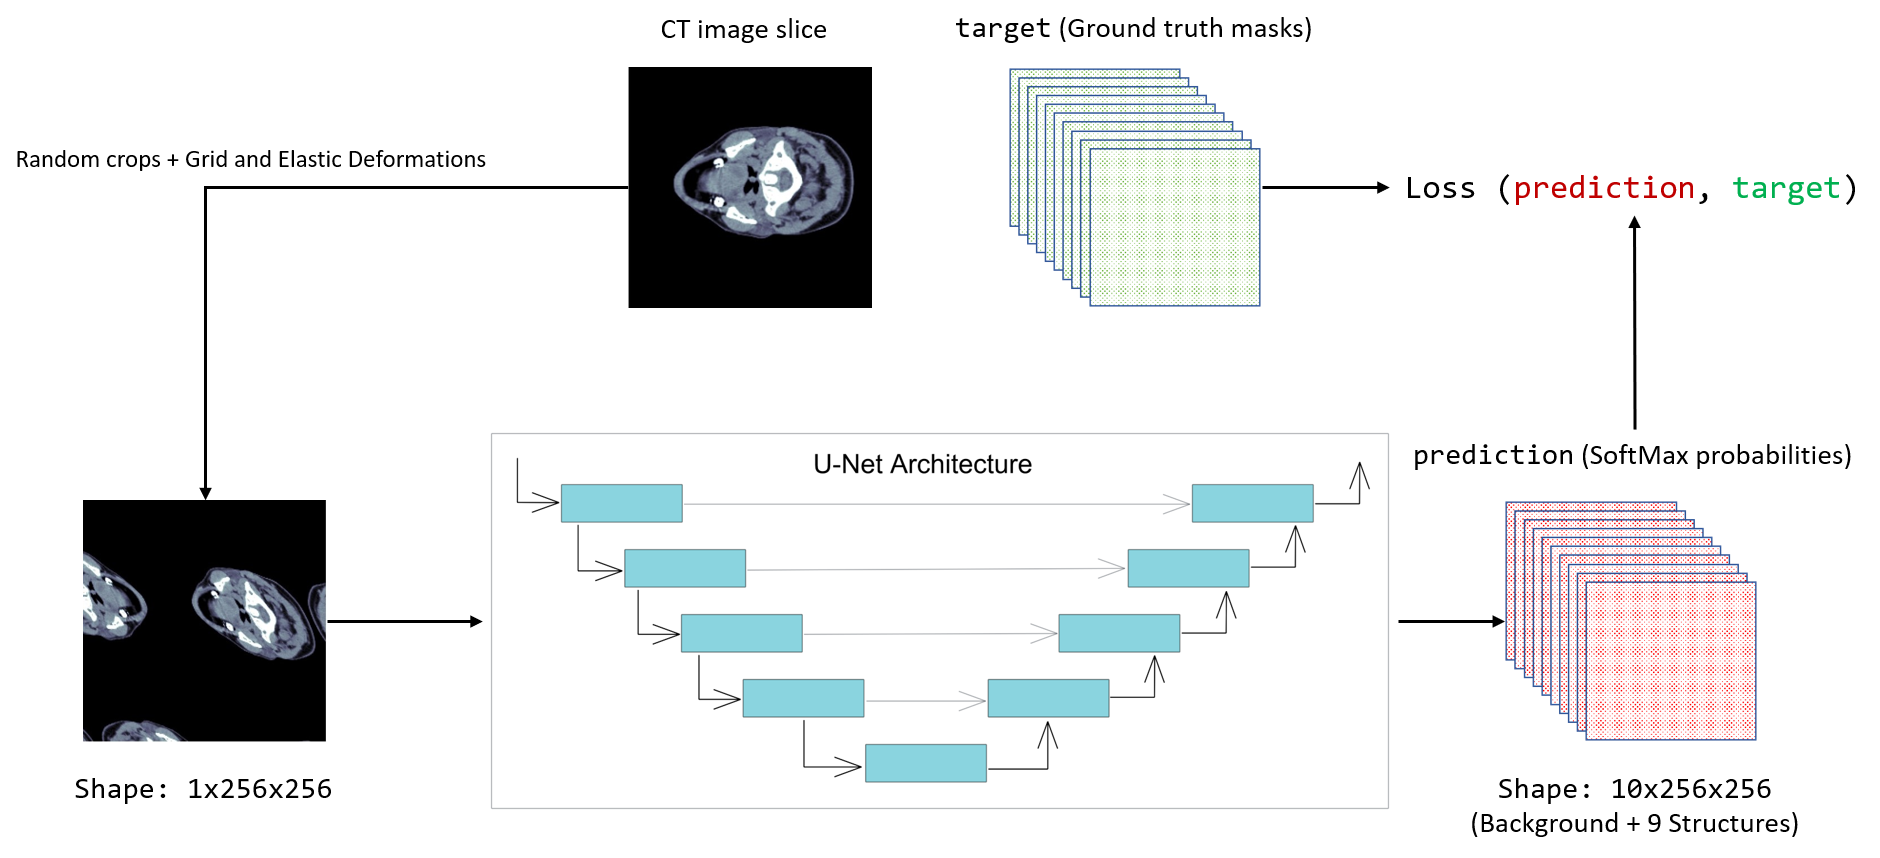 CT image slice
target (Ground truth masks)
Random crops + Grid and Elastic Deformations
Loss (prediction, target)
U-Net Architecture
prediction (SoftMax probabilities)
Shape: 1x256x256
Shape: 10x256x256
(Background + 9 Structures)